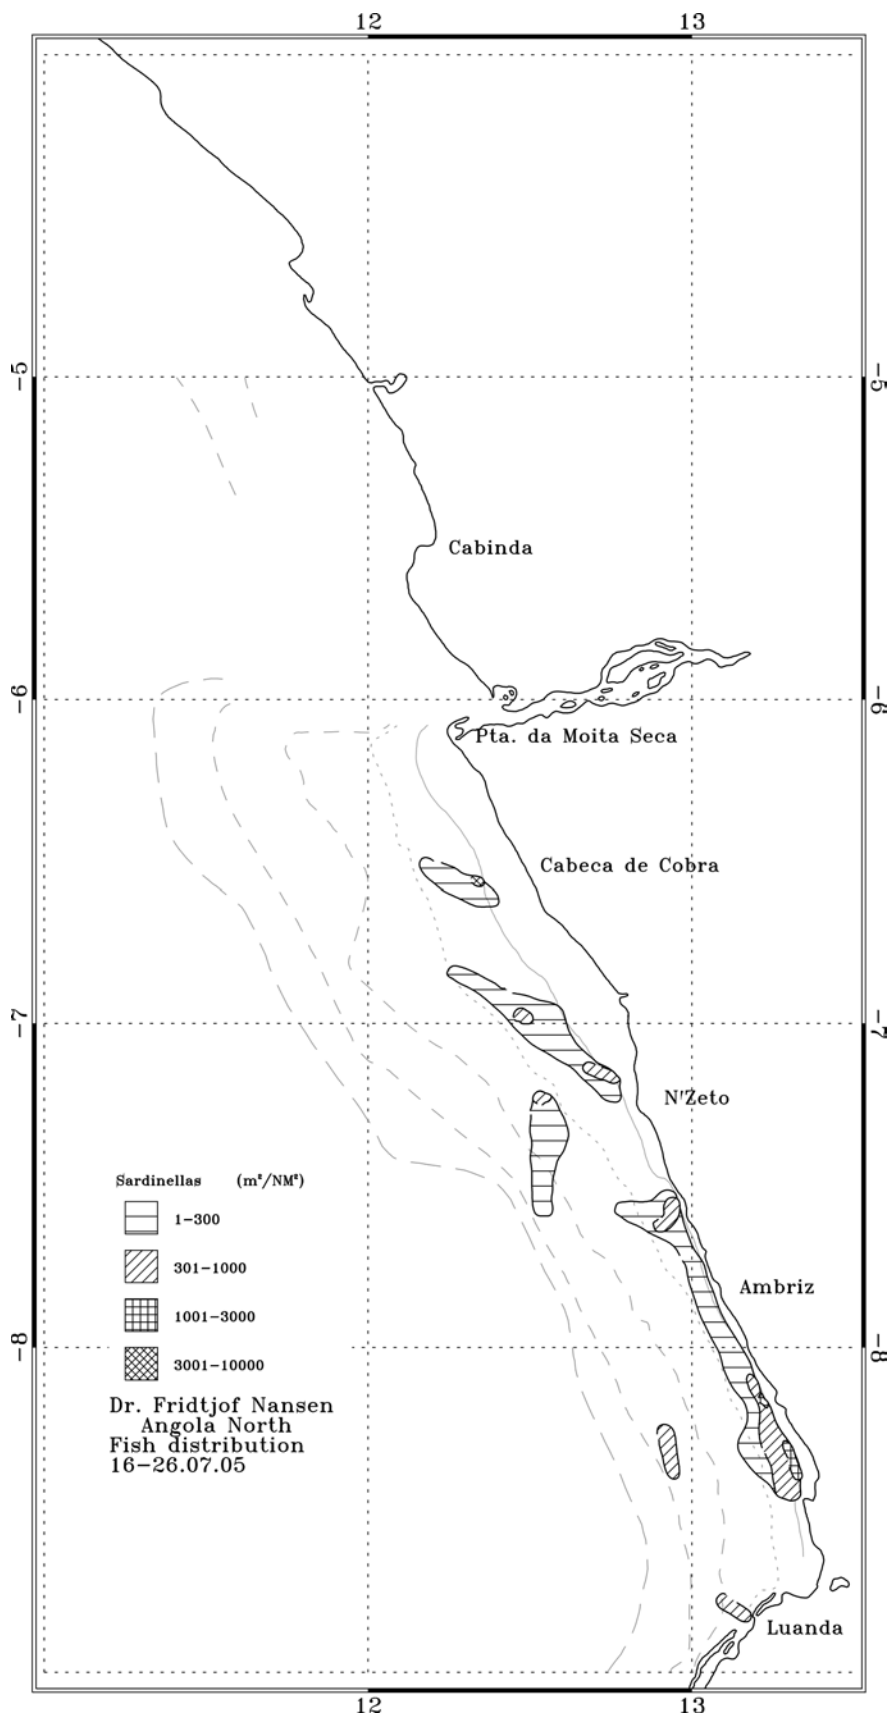 12 13
-5 -5
Cabinda
-6 -6
Pta. da Moita Seca
Cabeca de Cobra
-7 -7
N'Zeto
Sardinellas (m²/NM²)
1-300
301-1000
Ambriz
1001-3000
-8 -8
3001-10000
Dr. Fridtjof Nansen
Angola North
Fish distribution
16-26.07.05
Luanda
12 13